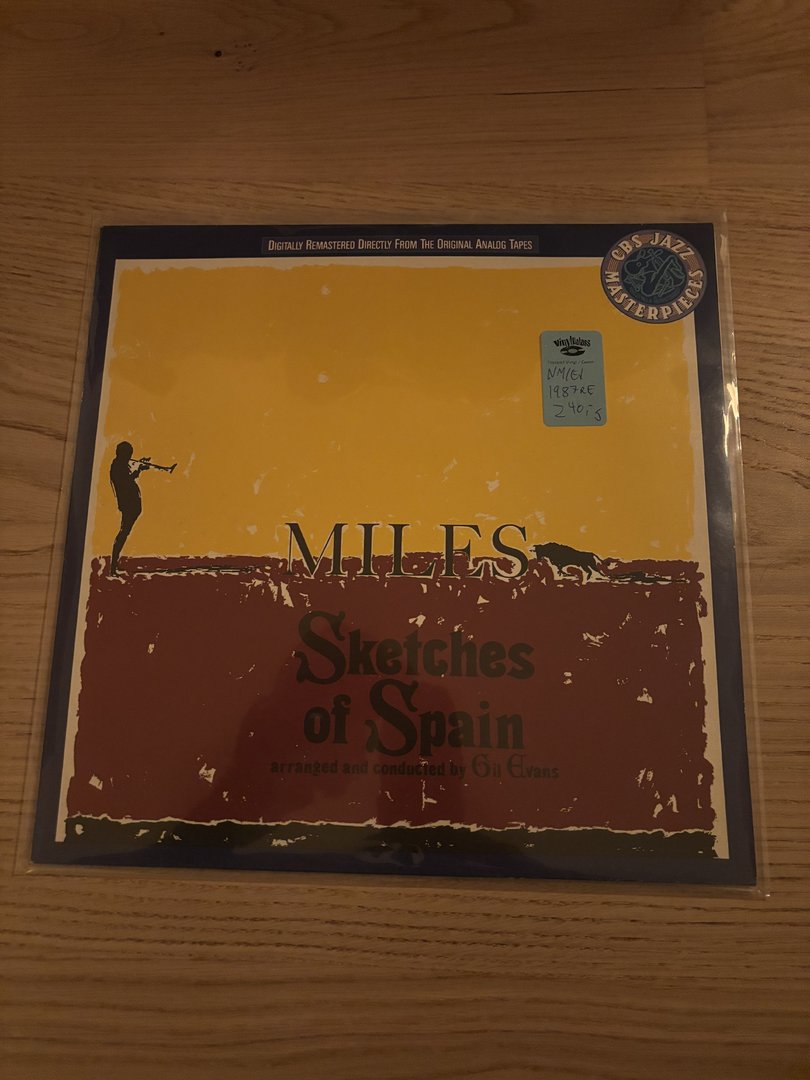 DIGITALLY REMASTERED DIRECTLY FROM THE ORIGINAL ANALOG TAPES
CBS JAZZ
MASTERPIECES
NM/EX
1987RE
240,-
MILES
Sketches
of Spain
arranged and conducted by Gil Evans